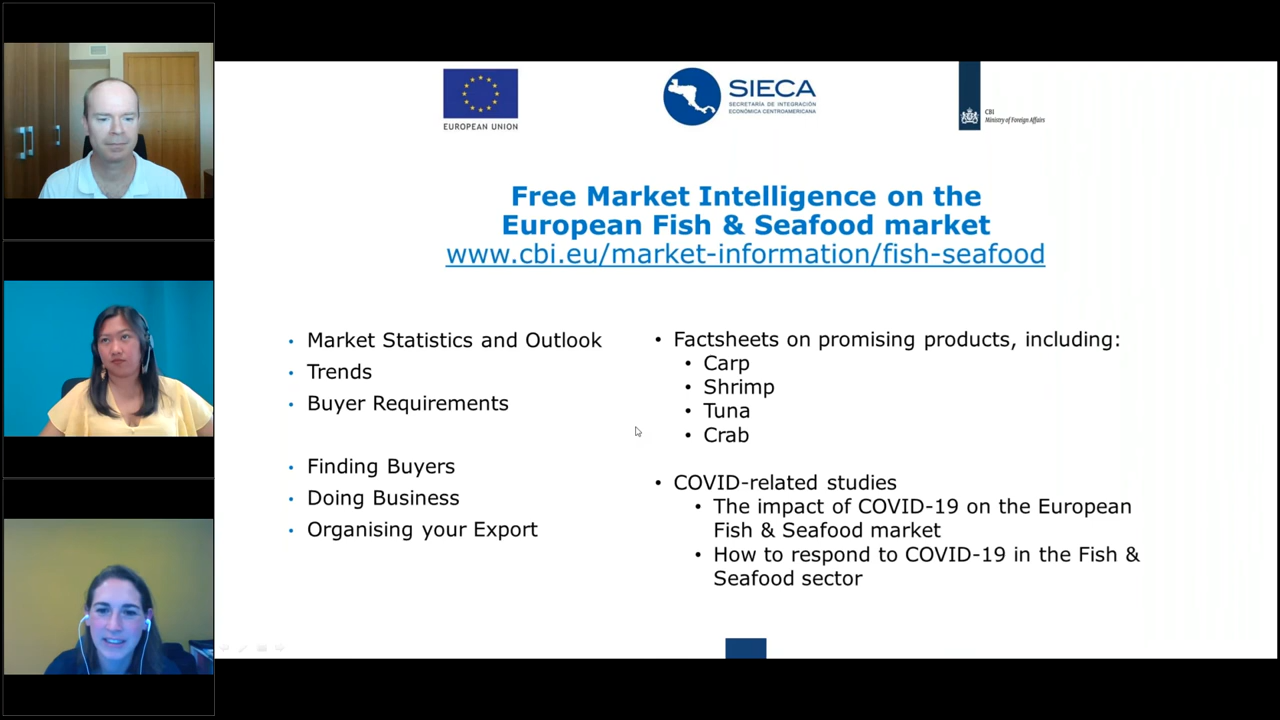 EUROPEAN UNION
SIECA
SECRETARÍA DE INTEGRACIÓN
ECONÓMICA CENTROAMERICANA
CBI
Ministry of Foreign Affairs
Free Market Intelligence on the
European Fish & Seafood market
www.cbi.eu/market-information/fish-seafood
• Market Statistics and Outlook
• Trends
• Buyer Requirements
• Finding Buyers
• Doing Business
• Organising your Export
• Factsheets on promising products, including:
• Carp
• Shrimp
• Tuna
• Crab
• COVID-related studies
• The impact of COVID-19 on the European
Fish & Seafood market
• How to respond to COVID-19 in the Fish &
Seafood sector